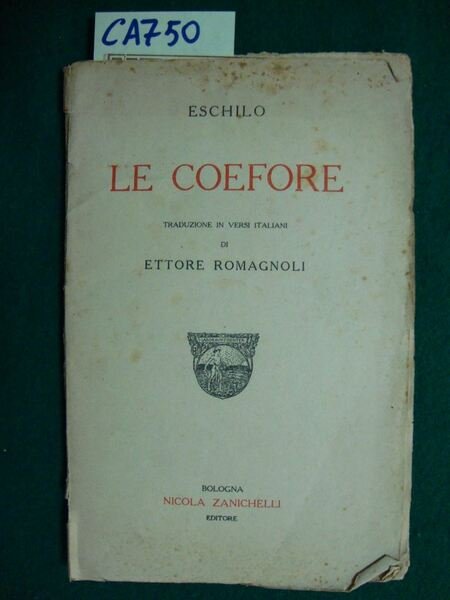 CA750
ESCHILO
LE COEFORE
TRADUZIONE IN VERSI ITALIANI
DI
ETTORE ROMAGNOLI
BOLOGNA
NICOLA ZANICHELLI
EDITORE